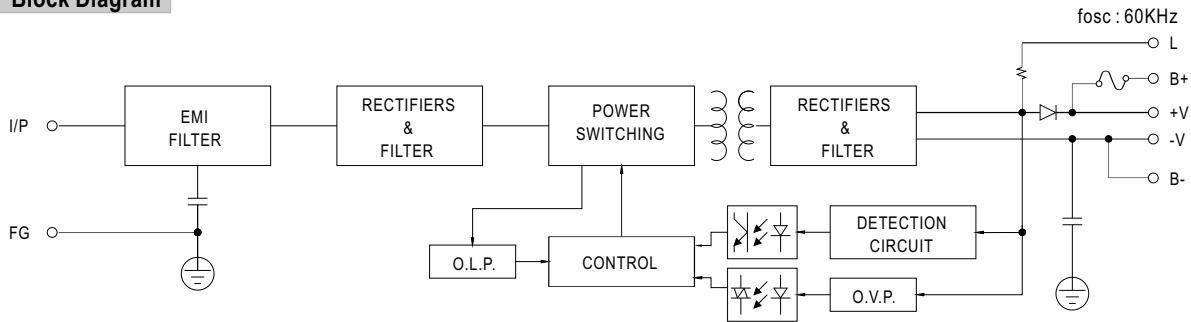 Block Diagram
fosc : 60KHz
L
B+
+V
-V
B-
I/P
EMI
FILTER
RECTIFIERS
&
FILTER
POWER
SWITCHING
RECTIFIERS
&
FILTER
FG
O.L.P.
CONTROL
DETECTION
CIRCUIT
O.V.P.